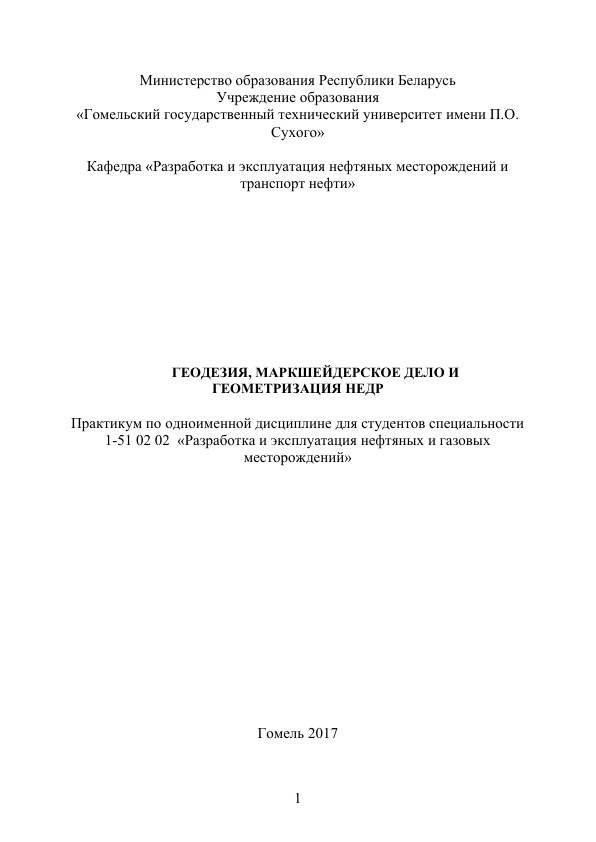 Министерство образования Республики Беларусь
Учреждение образования
«Гомельский государственный технический университет имени П.О.
Сухого»
Кафедра «Разработка и эксплуатация нефтяных месторождений и
транспорт нефти»
ГЕОДЕЗИЯ, МАРКШЕЙДЕРСКОЕ ДЕЛО И
ГЕОМЕТРИЗАЦИЯ НЕДР
Практикум по одноименной дисциплине для студентов специальности
1-51 02 02 «Разработка и эксплуатация нефтяных и газовых
месторождений»
Гомель 2017
1